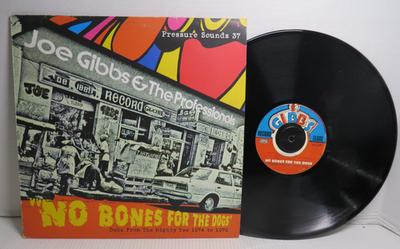 Pressure Sounds 37
Joe Gibbs & The Professionals
JOE
RECORD
"NO BONES FOR THE DOGS"
Dubs From The Mighty Two 1974 to 1979
GIBBS
RECORD
NO BONES FOR THE DOGS